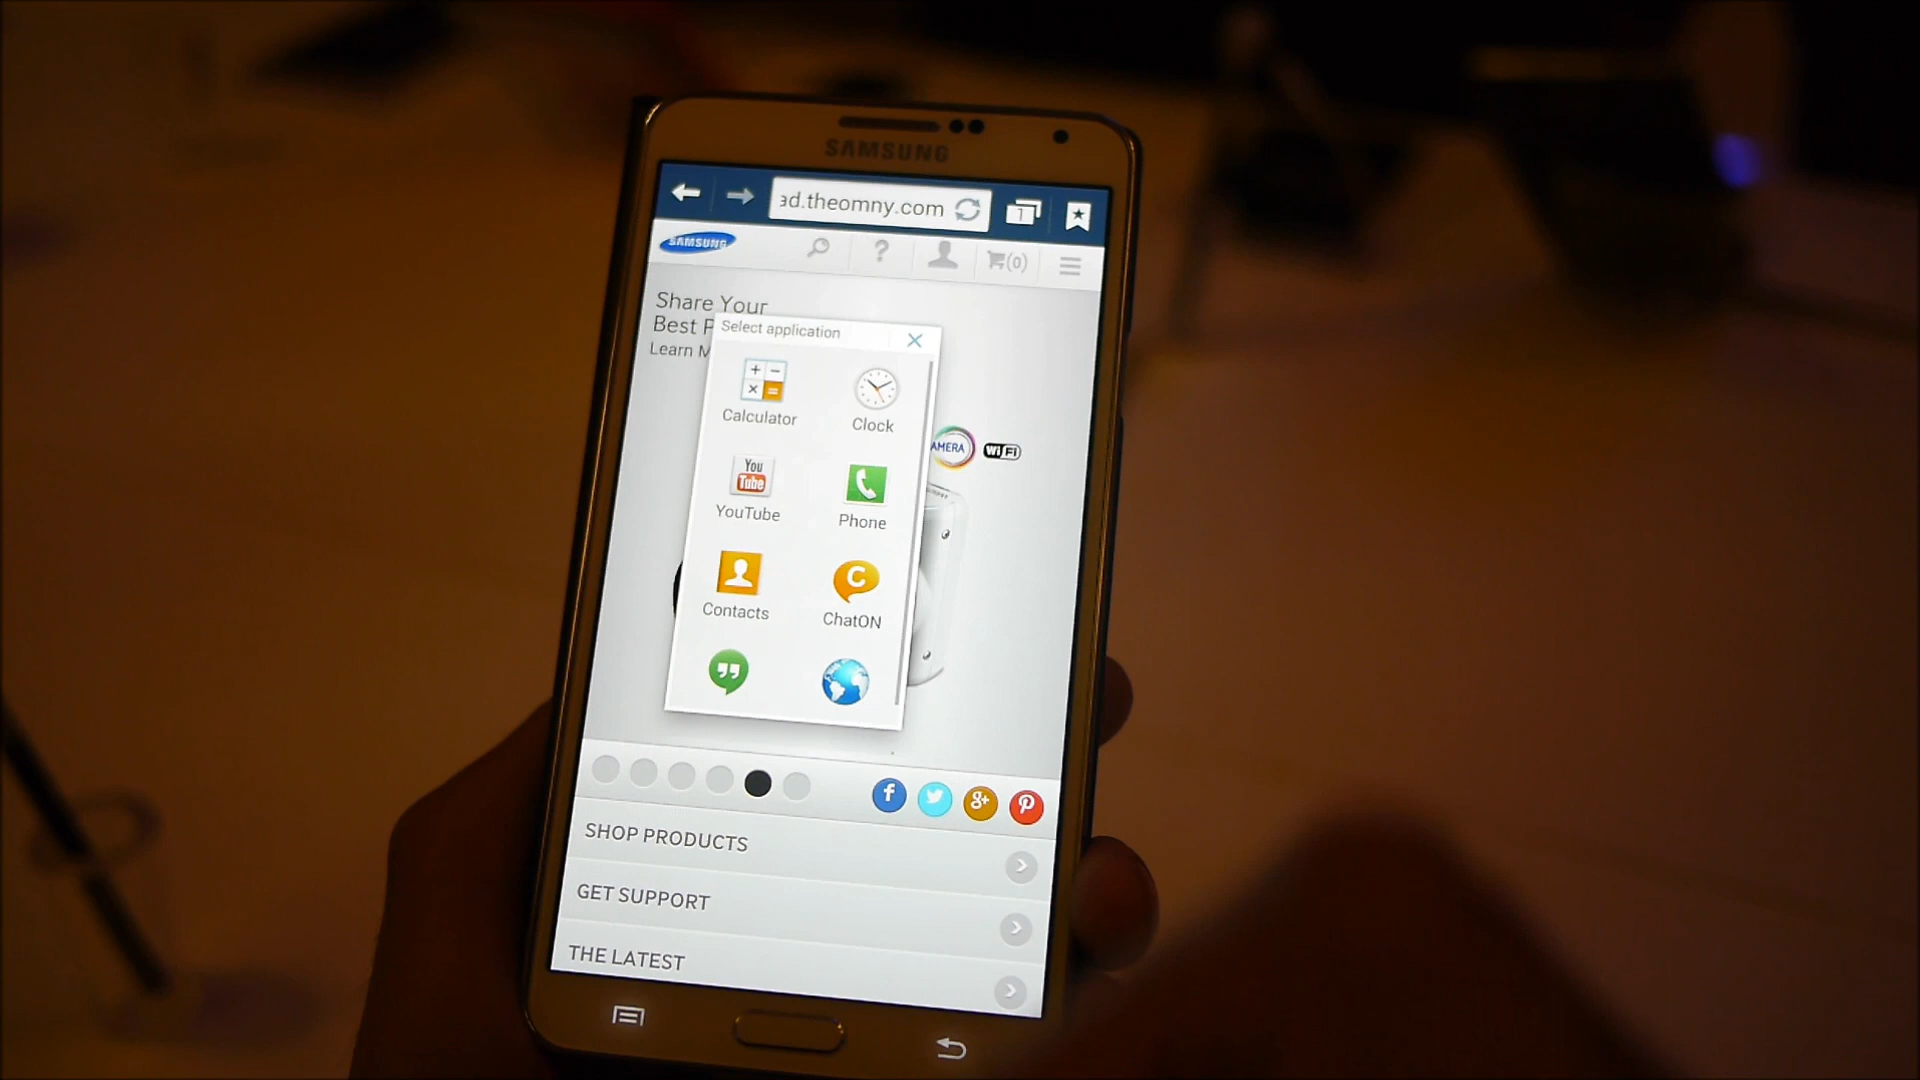 SAMSUNG
ad.theomny.com
1
SAMSUNG
?
(0)
Share Your
Best P
Learn M
Select application
Calculator
Clock
AMERA
WiFi
You
Tube
YouTube
Phone
Contacts
C
ChatON
f
g+
SHOP PRODUCTS
GET SUPPORT
THE LATEST